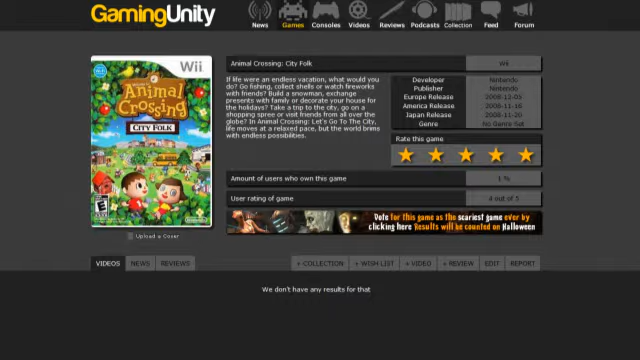 GamingUnity
News Games Consoles Videos Reviews Podcasts Collection Feed Forum
Animal Crossing: City Folk
Wii
Wii
Animal Crossing
CITY FOLK
If life were an endless vacation, what would you
do? Go fishing, collect shells or watch fireworks
with friends? Build a snowman, exchange
presents with family or decorate your house for
the holidays? Take a trip to the city, go on a
shopping spree or visit friends from all over the
globe? In Animal Crossing: Let's Go To The City,
life moves at a relaxed pace, but the world brims
with endless possibilities.
Developer Nintendo
Publisher Nintendo
Europe Release 2008-12-05
America Release 2008-11-16
Japan Release 2008-11-20
Genre No Genre Set
Rate this game
Amount of users who own this game 1 %
User rating of game 4 out of 5
Vote for this game as the scariest game ever by
clicking here Results will be counted on Halloween
E
Nintendo
Upload a Cover
VIDEOS NEWS REVIEWS + COLLECTION + WISH LIST + VIDEO + REVIEW EDIT REPORT
We don't have any results for that